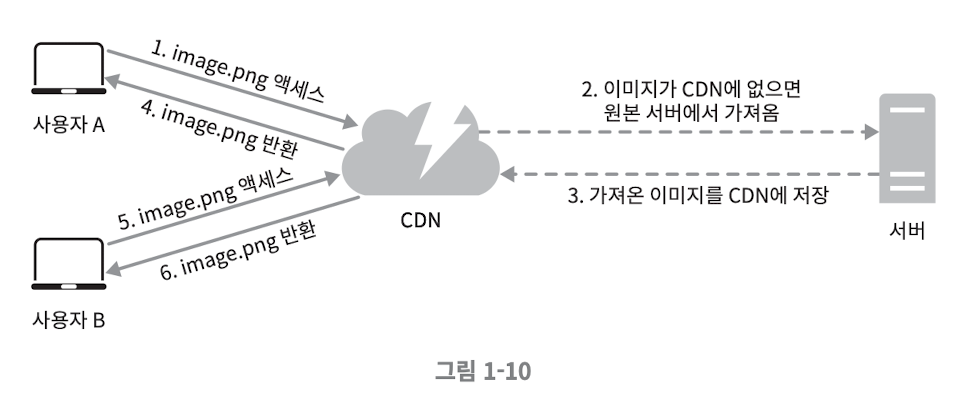 1. image.png 액세스
사용자 A
4. image.png 반환
2. 이미지가 CDN에 없으면
원본 서버에서 가져옴
3. 가져온 이미지를 CDN에 저장
CDN
서버
5. image.png 액세스
6. image.png 반환
사용자 B
그림 1-10